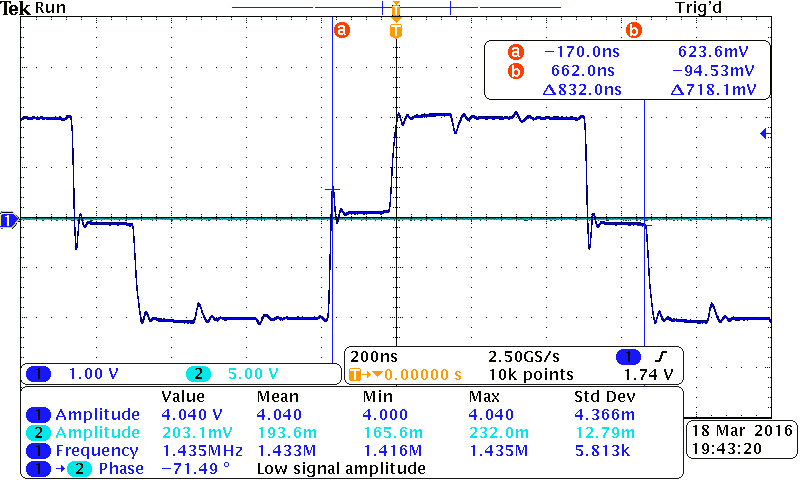 Tek Run Trig'd
T
a b
T
a −170.0ns 623.6mV
b 662.0ns −94.53mV
Δ832.0ns Δ718.1mV
1
1 1.00 V 2 5.00 V
200ns 2.50GS/s 1
T→▼0.00000 s 10k points 1.74 V
Value Mean Min Max Std Dev
1 Amplitude 4.040 V 4.040 4.000 4.040 4.366m
2 Amplitude 203.1mV 193.6m 165.6m 232.0m 12.79m
1 Frequency 1.435MHz 1.433M 1.416M 1.435M 5.813k
1 → 2 Phase −71.49 ° Low signal amplitude
18 Mar 2016
19:43:20